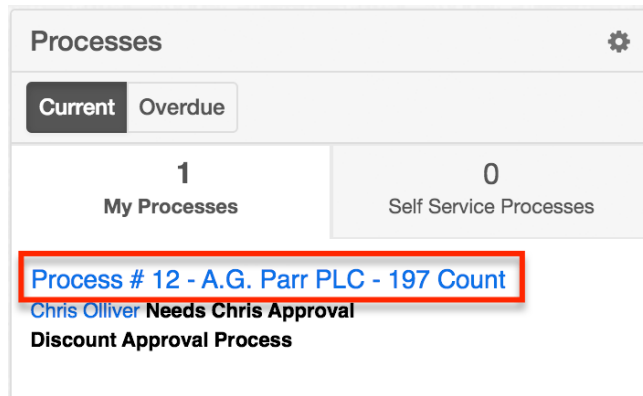 Processes
Current Overdue
1
My Processes
0
Self Service Processes
Process # 12 - A.G. Parr PLC - 197 Count
Chris Olliver Needs Chris Approval
Discount Approval Process